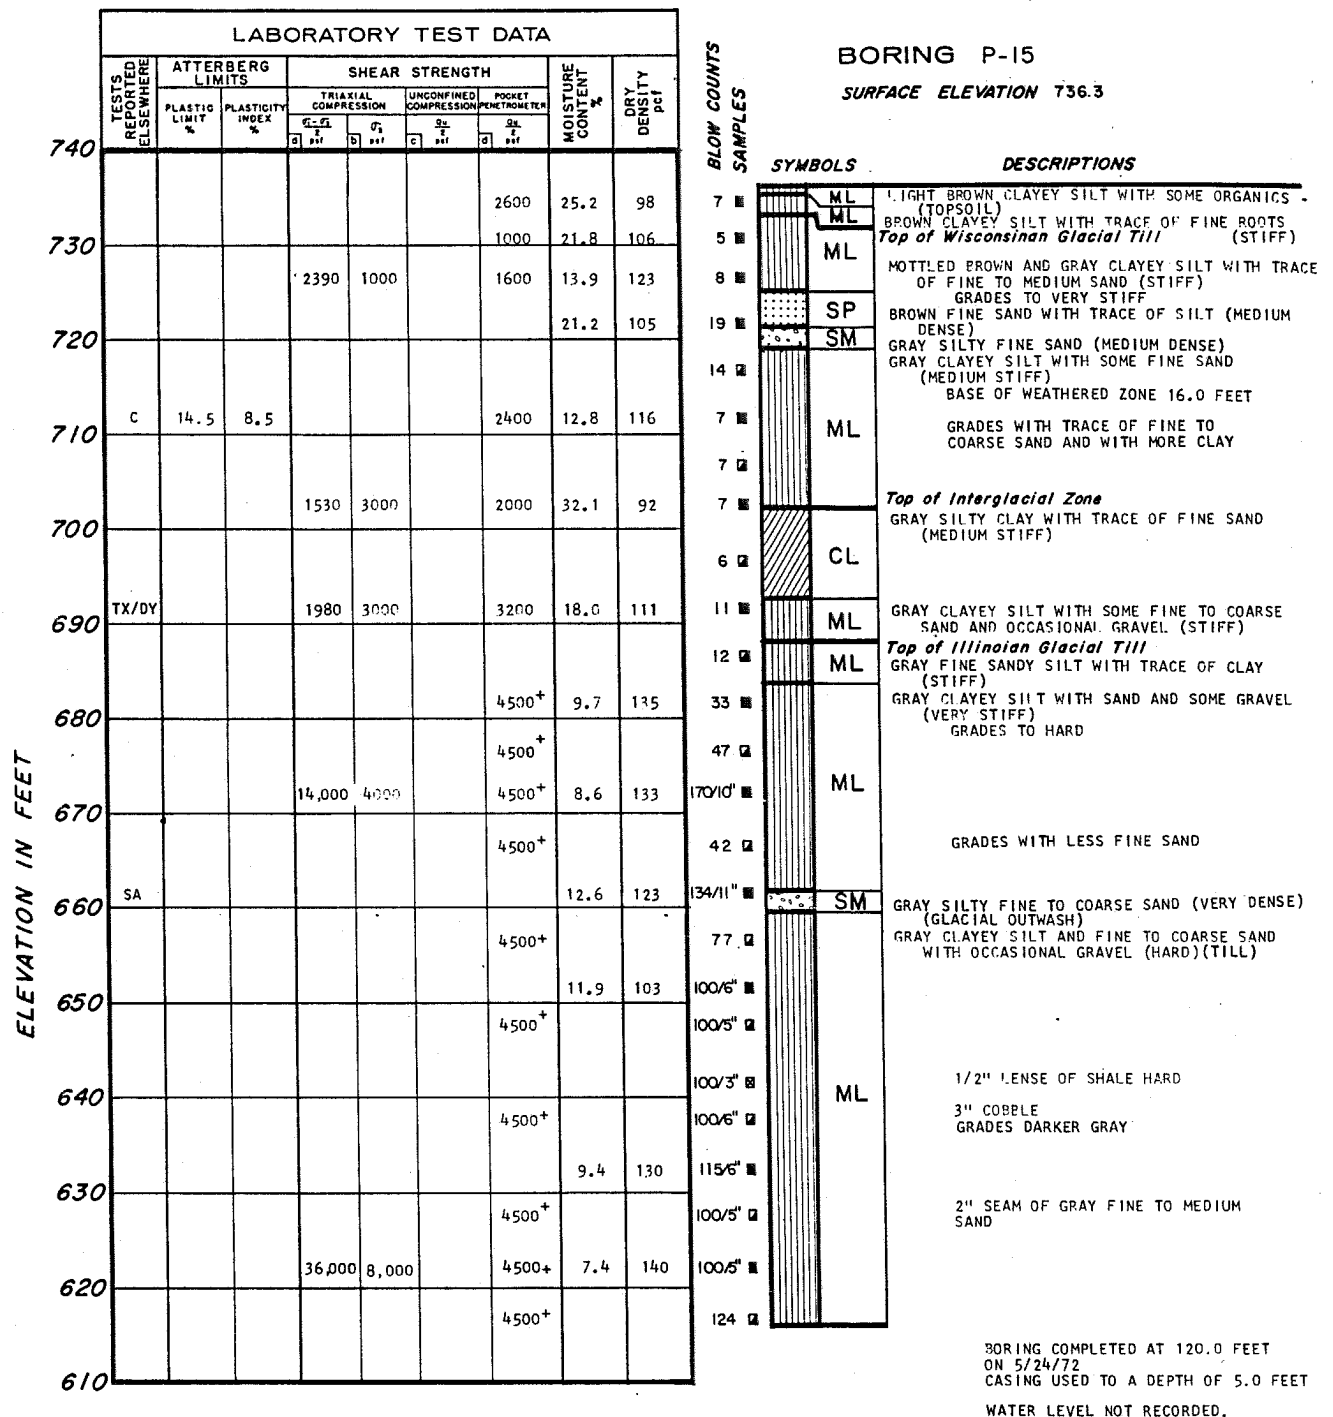 LABORATORY TEST DATA
TESTS REPORTED ELSEWHERE
ATTERBERG LIMITS
SHEAR STRENGTH
MOISTURE CONTENT %
DRY DENSITY pcf
PLASTIC LIMIT %
PLASTICITY INDEX %
TRIAXIAL COMPRESSION
UNCONFINED COMPRESSION
POCKET PENETROMETER
a psf
b psf
c psf
d psf
BLOW COUNTS
SAMPLES
BORING P-15
SURFACE ELEVATION 736.3
SYMBOLS
DESCRIPTIONS
ELEVATION IN FEET
740
2600 25.2 98 7 ML LIGHT BROWN CLAYEY SILT WITH SOME ORGANICS
(TOPSOIL)
ML BROWN CLAYEY SILT WITH TRACE OF FINE ROOTS
730 1000 21.8 106 5 Top of Wisconsinan Glacial Till (STIFF)
ML
2390 1000 1600 13.9 123 8 MOTTLED BROWN AND GRAY CLAYEY SILT WITH TRACE
OF FINE TO MEDIUM SAND (STIFF)
GRADES TO VERY STIFF
SP BROWN FINE SAND WITH TRACE OF SILT (MEDIUM
21.2 105 19 DENSE)
720 SM GRAY SILTY FINE SAND (MEDIUM DENSE)
GRAY CLAYEY SILT WITH SOME FINE SAND
14 (MEDIUM STIFF)
BASE OF WEATHERED ZONE 16.0 FEET
C 14.5 8.5 2400 12.8 116 7
710 ML GRADES WITH TRACE OF FINE TO
COARSE SAND AND WITH MORE CLAY
7
1530 3000 2000 32.1 92 7 Top of Interglacial Zone
700 GRAY SILTY CLAY WITH TRACE OF FINE SAND
(MEDIUM STIFF)
6 CL
TX/DY 1980 3000 3200 18.0 111 11 GRAY CLAYEY SILT WITH SOME FINE TO COARSE
690 ML SAND AND OCCASIONAL GRAVEL (STIFF)
Top of Illinoian Glacial Till
12 ML GRAY FINE SANDY SILT WITH TRACE OF CLAY
(STIFF)
4500+ 9.7 135 33 GRAY CLAYEY SILT WITH SAND AND SOME GRAVEL
680 (VERY STIFF)
GRADES TO HARD
4500+ 47
ML
14,000 4000 4500+ 8.6 133 170/10"
670
4500+ 42 GRADES WITH LESS FINE SAND
SA 12.6 123 134/11"
660 SM GRAY SILTY FINE TO COARSE SAND (VERY DENSE)
(GLACIAL OUTWASH)
4500+ 77 GRAY CLAYEY SILT AND FINE TO COARSE SAND
WITH OCCASIONAL GRAVEL (HARD)(TILL)
11.9 103 100/6"
650
4500+ 100/5"
100/3" 1/2" LENSE OF SHALE HARD
640 ML
4500+ 100/6" 3" COBBLE
GRADES DARKER GRAY
9.4 130 115/6"
630
4500+ 100/5" 2" SEAM OF GRAY FINE TO MEDIUM
SAND
36,000 8,000 4500+ 7.4 140 100/5"
620
4500+ 124
610
BORING COMPLETED AT 120.0 FEET
ON 5/24/72
CASING USED TO A DEPTH OF 5.0 FEET
WATER LEVEL NOT RECORDED.